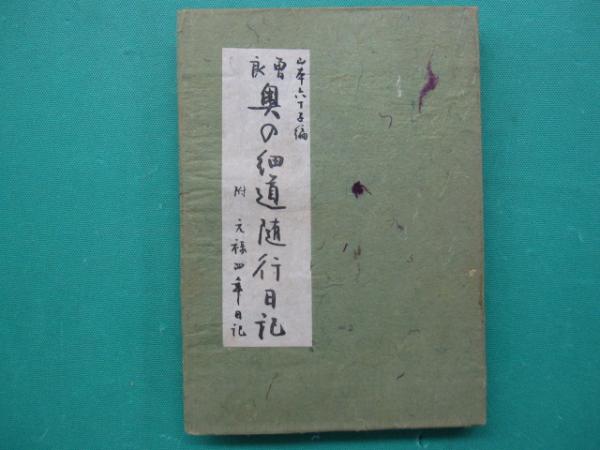 山本六丁子編
曽良 奥の細道随行日記
附 元禄四年日記